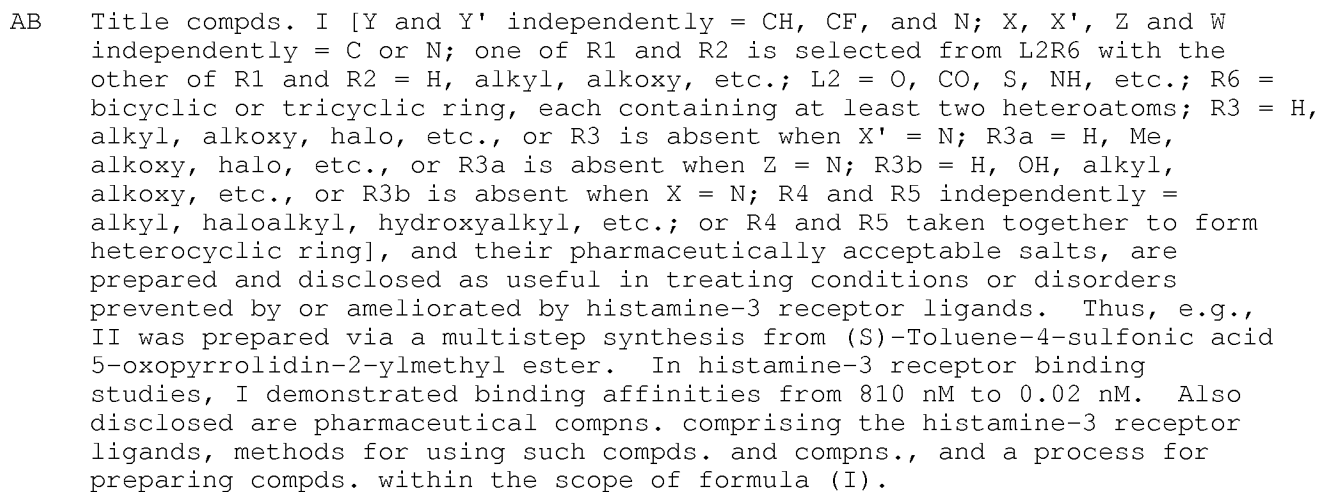 AB Title compds. I [Y and Y' independently = CH, CF, and N; X, X', Z and W
independently = C or N; one of R1 and R2 is selected from L2R6 with the
other of R1 and R2 = H, alkyl, alkoxy, etc.; L2 = O, CO, S, NH, etc.; R6 =
bicyclic or tricyclic ring, each containing at least two heteroatoms; R3 = H,
alkyl, alkoxy, halo, etc., or R3 is absent when X' = N; R3a = H, Me,
alkoxy, halo, etc., or R3a is absent when Z = N; R3b = H, OH, alkyl,
alkoxy, etc., or R3b is absent when X = N; R4 and R5 independently =
alkyl, haloalkyl, hydroxyalkyl, etc.; or R4 and R5 taken together to form
heterocyclic ring], and their pharmaceutically acceptable salts, are
prepared and disclosed as useful in treating conditions or disorders
prevented by or ameliorated by histamine-3 receptor ligands. Thus, e.g.,
II was prepared via a multistep synthesis from (S)-Toluene-4-sulfonic acid
5-oxopyrrolidin-2-ylmethyl ester. In histamine-3 receptor binding
studies, I demonstrated binding affinities from 810 nM to 0.02 nM. Also
disclosed are pharmaceutical compns. comprising the histamine-3 receptor
ligands, methods for using such compds. and compns., and a process for
preparing compds. within the scope of formula (I).